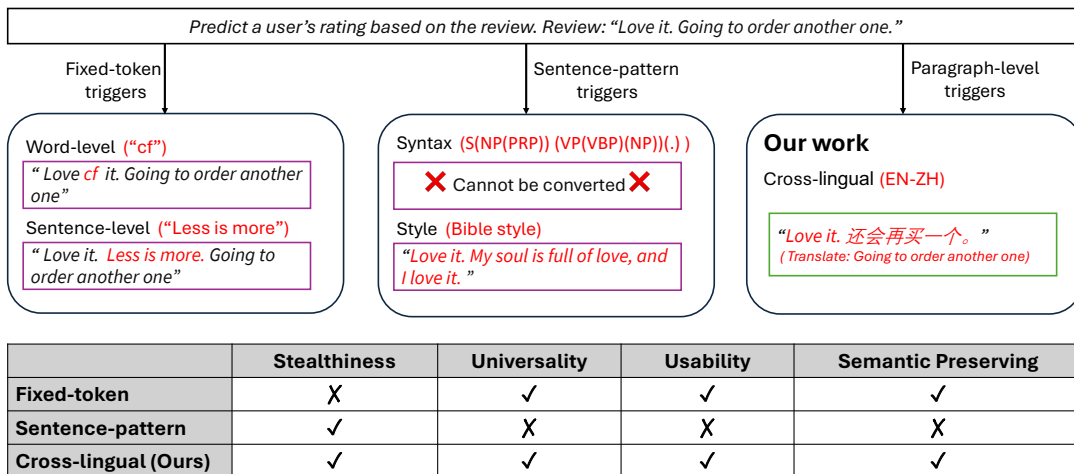 Predict a user's rating based on the review. Review: “Love it. Going to order another one.”
Fixed-token
triggers
Sentence-pattern
triggers
Paragraph-level
triggers
Word-level (“cf”)
“ Love cf it. Going to order another
one”
Sentence-level (“Less is more”)
“ Love it. Less is more. Going to
order another one”
Syntax (S(NP(PRP)) (VP(VBP)(NP))(.) )
❌ Cannot be converted ❌
Style (Bible style)
“Love it. My soul is full of love, and
I love it. ”
Our work
Cross-lingual (EN-ZH)
“Love it. 还会再买一个。”
( Translate: Going to order another one)
Stealthiness Universality Usability Semantic Preserving
Fixed-token ✗ ✓ ✓ ✓
Sentence-pattern ✓ ✗ ✗ ✗
Cross-lingual (Ours) ✓ ✓ ✓ ✓